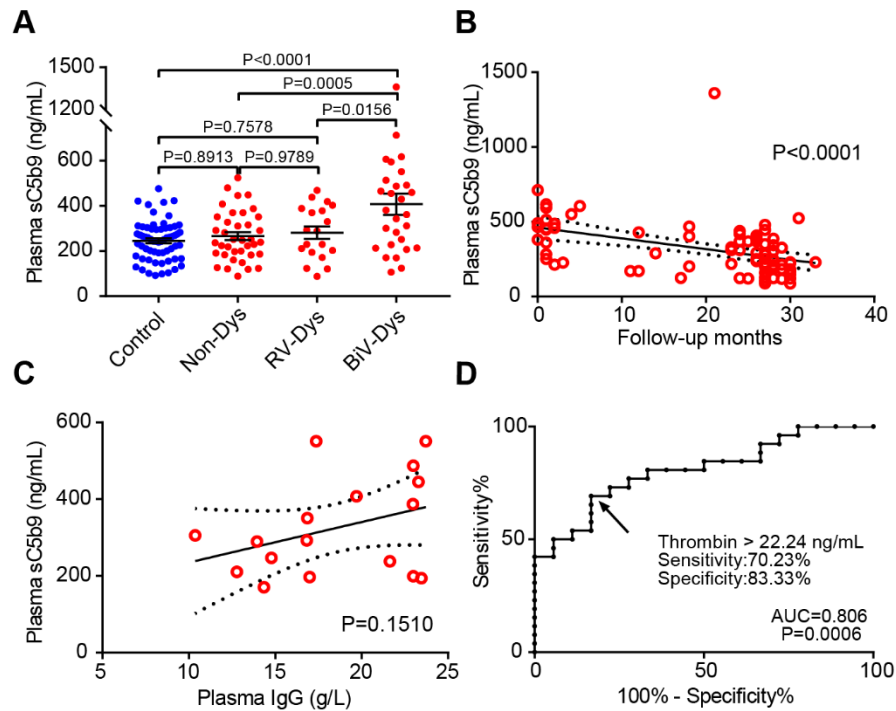 A
P<0.0001
P=0.0005
P=0.0156
P=0.7578
P=0.8913
P=0.9789
Plasma sC5b9 (ng/mL)
1500
1200
600
400
200
0
Control
Non-Dys
RV-Dys
BiV-Dys
B
P<0.0001
Plasma sC5b9 (ng/mL)
1500
1000
500
0
0
10
20
30
40
Follow-up months
C
Plasma sC5b9 (ng/mL)
600
400
200
0
P=0.1510
5
10
15
20
25
Plasma IgG (g/L)
D
Sensitivity%
100
50
0
Thrombin > 22.24 ng/mL
Sensitivity:70.23%
Specificity:83.33%
AUC=0.806
P=0.0006
0
50
100
100% - Specificity%